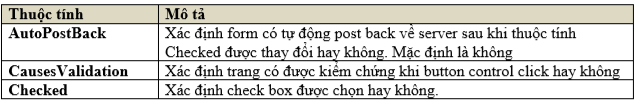 Thuộc tính Mô tả
AutoPostBack Xác định form có tự động post back về server sau khi thuộc tính
Checked được thay đổi hay không. Mặc định là không
CausesValidation Xác định trang có được kiểm chứng khi button control click hay không
Checked Xác định check box được chọn hay không.